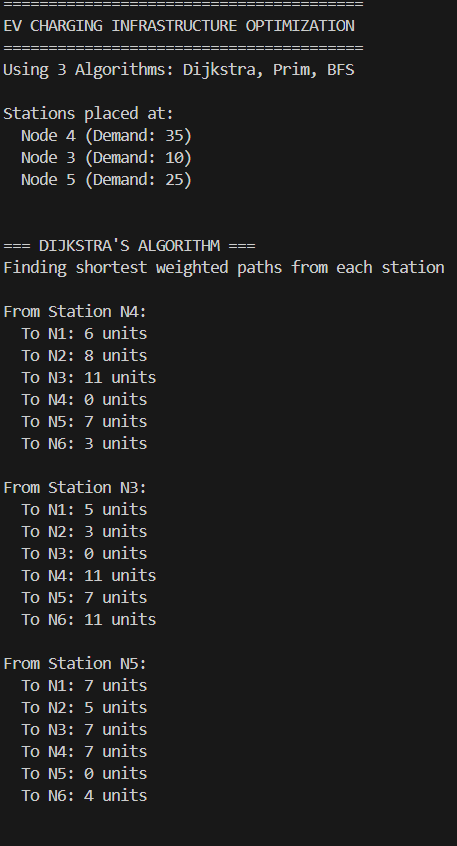 ========================================
EV CHARGING INFRASTRUCTURE OPTIMIZATION
========================================
Using 3 Algorithms: Dijkstra, Prim, BFS

Stations placed at:
  Node 4 (Demand: 35)
  Node 3 (Demand: 10)
  Node 5 (Demand: 25)

=== DIJKSTRA'S ALGORITHM ===
Finding shortest weighted paths from each station

From Station N4:
  To N1: 6 units
  To N2: 8 units
  To N3: 11 units
  To N4: 0 units
  To N5: 7 units
  To N6: 3 units

From Station N3:
  To N1: 5 units
  To N2: 3 units
  To N3: 0 units
  To N4: 11 units
  To N5: 7 units
  To N6: 11 units

From Station N5:
  To N1: 7 units
  To N2: 5 units
  To N3: 7 units
  To N4: 7 units
  To N5: 0 units
  To N6: 4 units